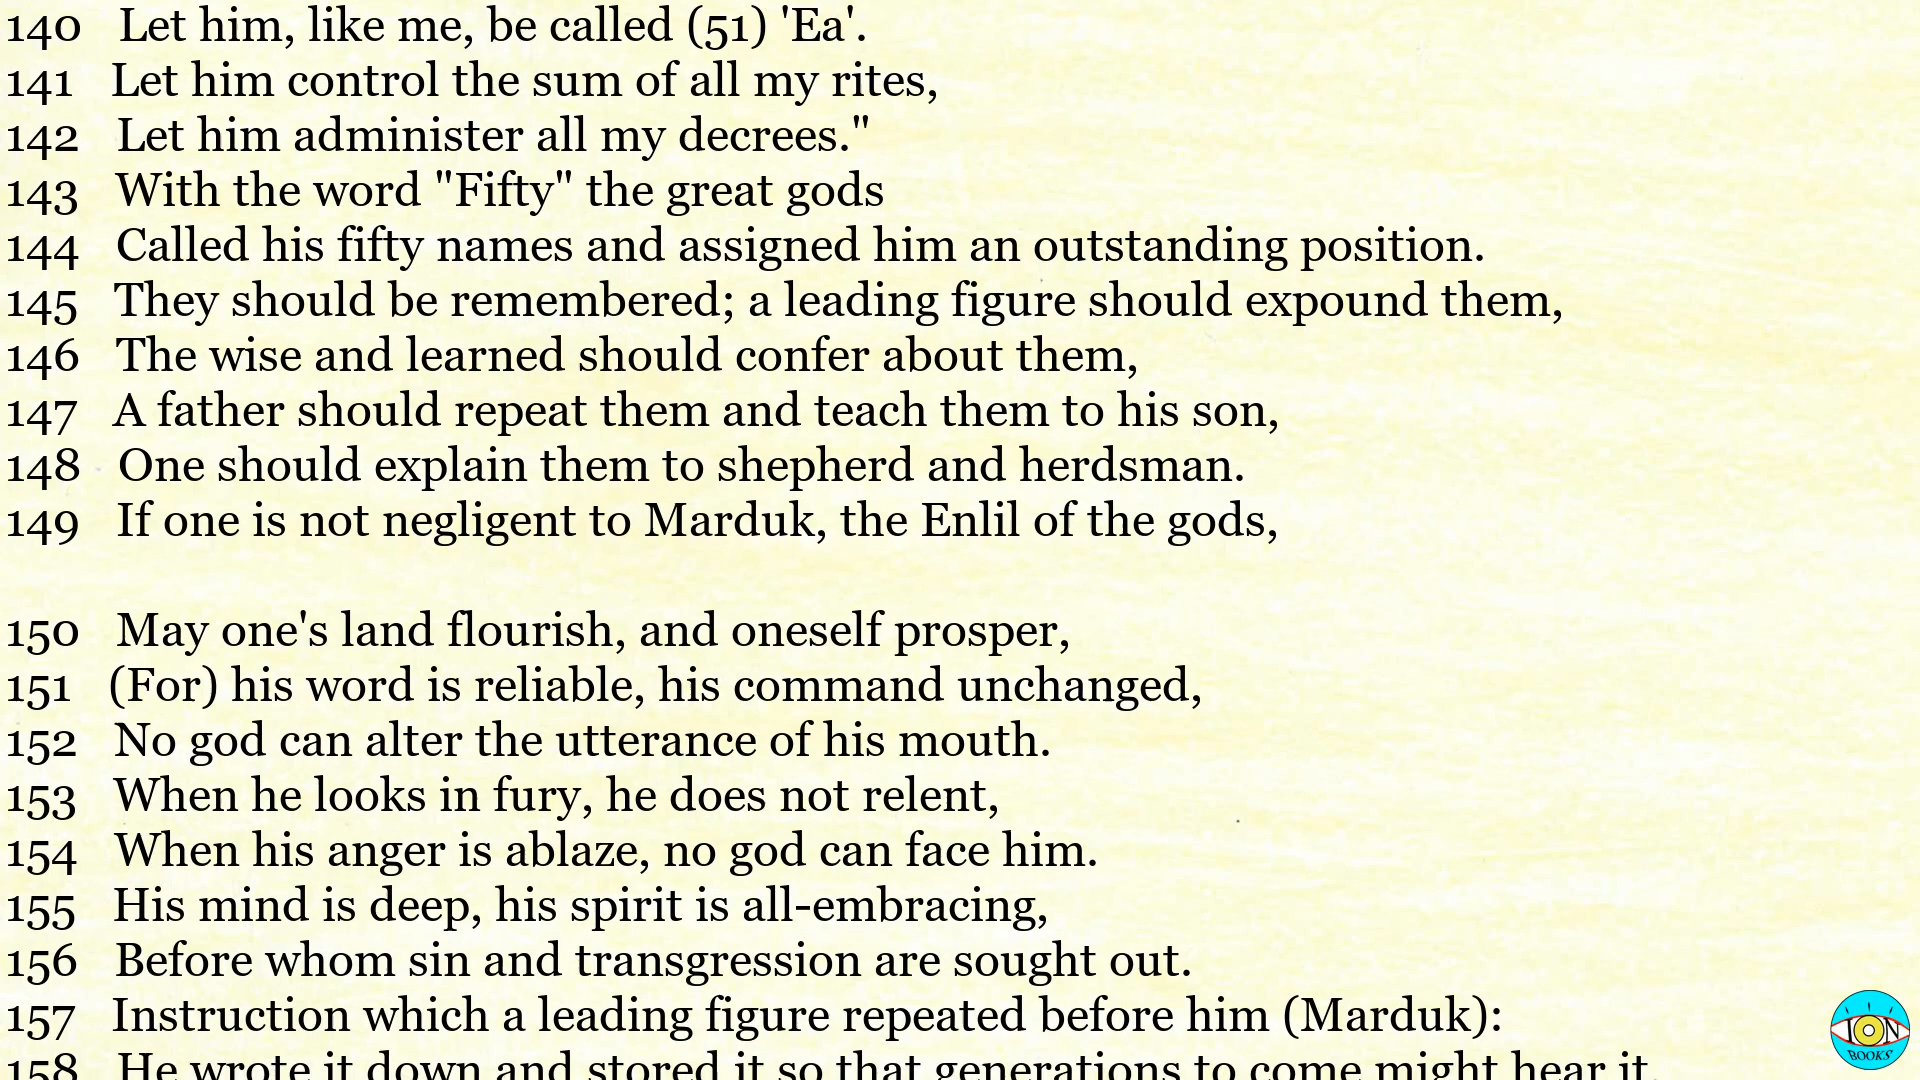 140 Let him, like me, be called (51) 'Ea'.
141 Let him control the sum of all my rites,
142 Let him administer all my decrees."
143 With the word "Fifty" the great gods
144 Called his fifty names and assigned him an outstanding position.
145 They should be remembered; a leading figure should expound them,
146 The wise and learned should confer about them,
147 A father should repeat them and teach them to his son,
148 One should explain them to shepherd and herdsman.
149 If one is not negligent to Marduk, the Enlil of the gods,
150 May one's land flourish, and oneself prosper,
151 (For) his word is reliable, his command unchanged,
152 No god can alter the utterance of his mouth.
153 When he looks in fury, he does not relent,
154 When his anger is ablaze, no god can face him.
155 His mind is deep, his spirit is all-embracing,
156 Before whom sin and transgression are sought out.
157 Instruction which a leading figure repeated before him (Marduk):
158 He wrote it down and stored it so that generations to come might hear it.
ION
BOOKS